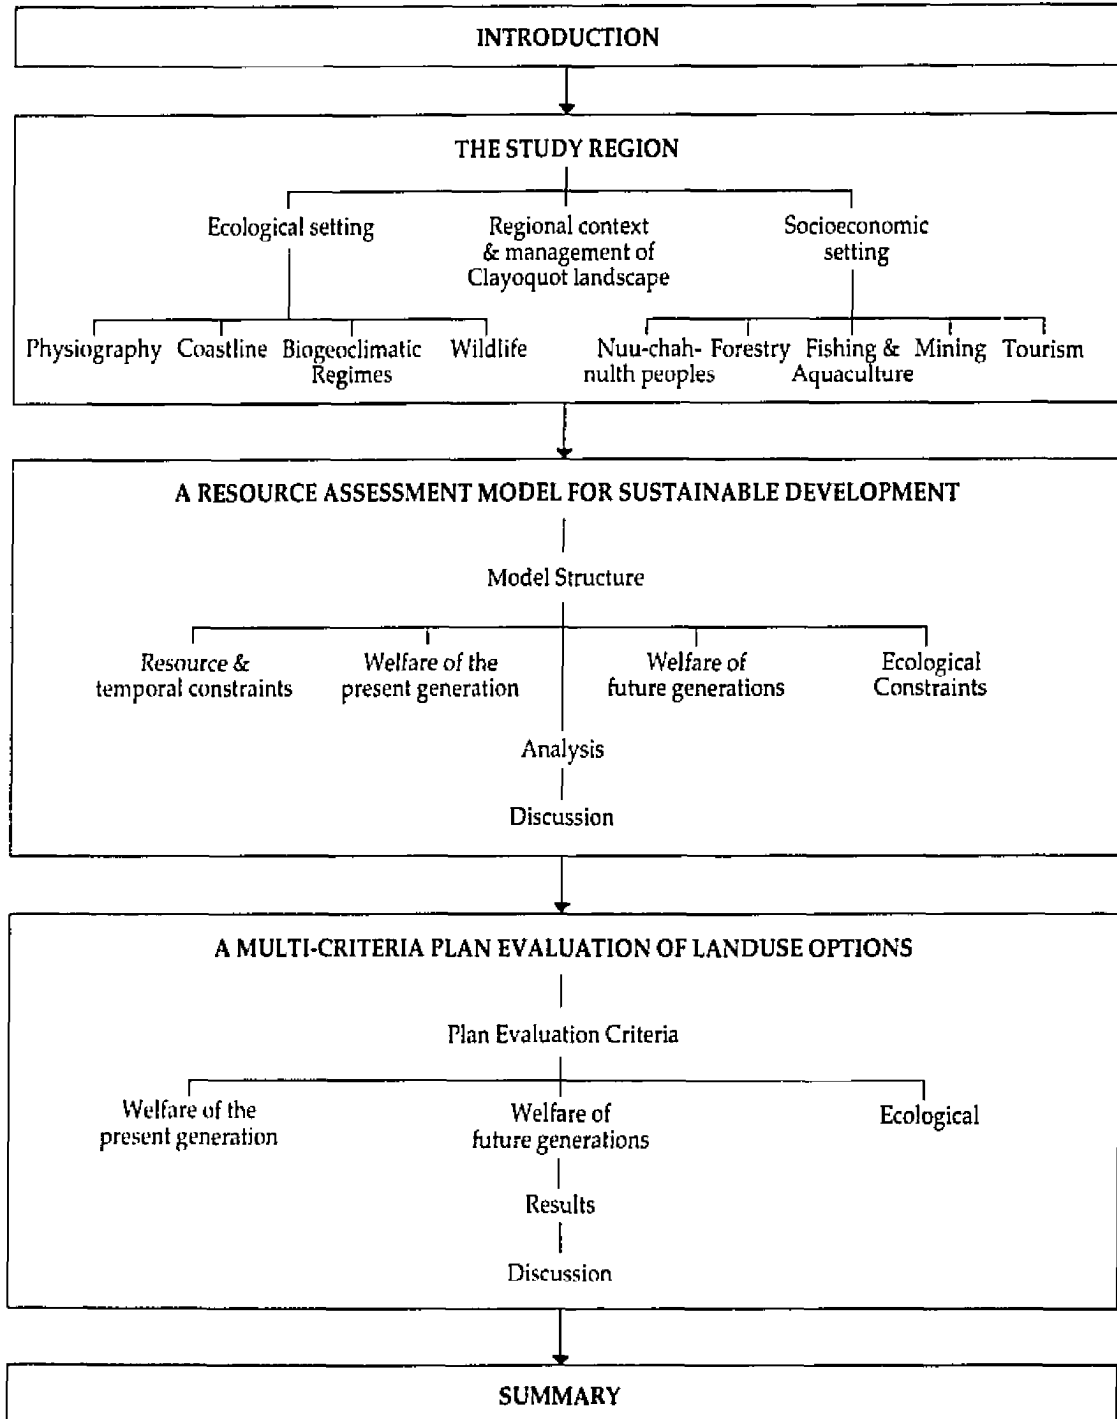 INTRODUCTION
THE STUDY REGION
Ecological setting
Regional context
& management of
Clayoquot landscape
Socioeconomic
setting
Physiography
Coastline
Biogeoclimatic
Regimes
Wildlife
Nuu-chah-
nulth peoples
Forestry
Fishing &
Aquaculture
Mining
Tourism
A RESOURCE ASSESSMENT MODEL FOR SUSTAINABLE DEVELOPMENT
Model Structure
Resource &
temporal constraints
Welfare of the
present generation
Welfare of
future generations
Ecological
Constraints
Analysis
Discussion
A MULTI-CRITERIA PLAN EVALUATION OF LANDUSE OPTIONS
Plan Evaluation Criteria
Welfare of the
present generation
Welfare of
future generations
Ecological
Results
Discussion
SUMMARY